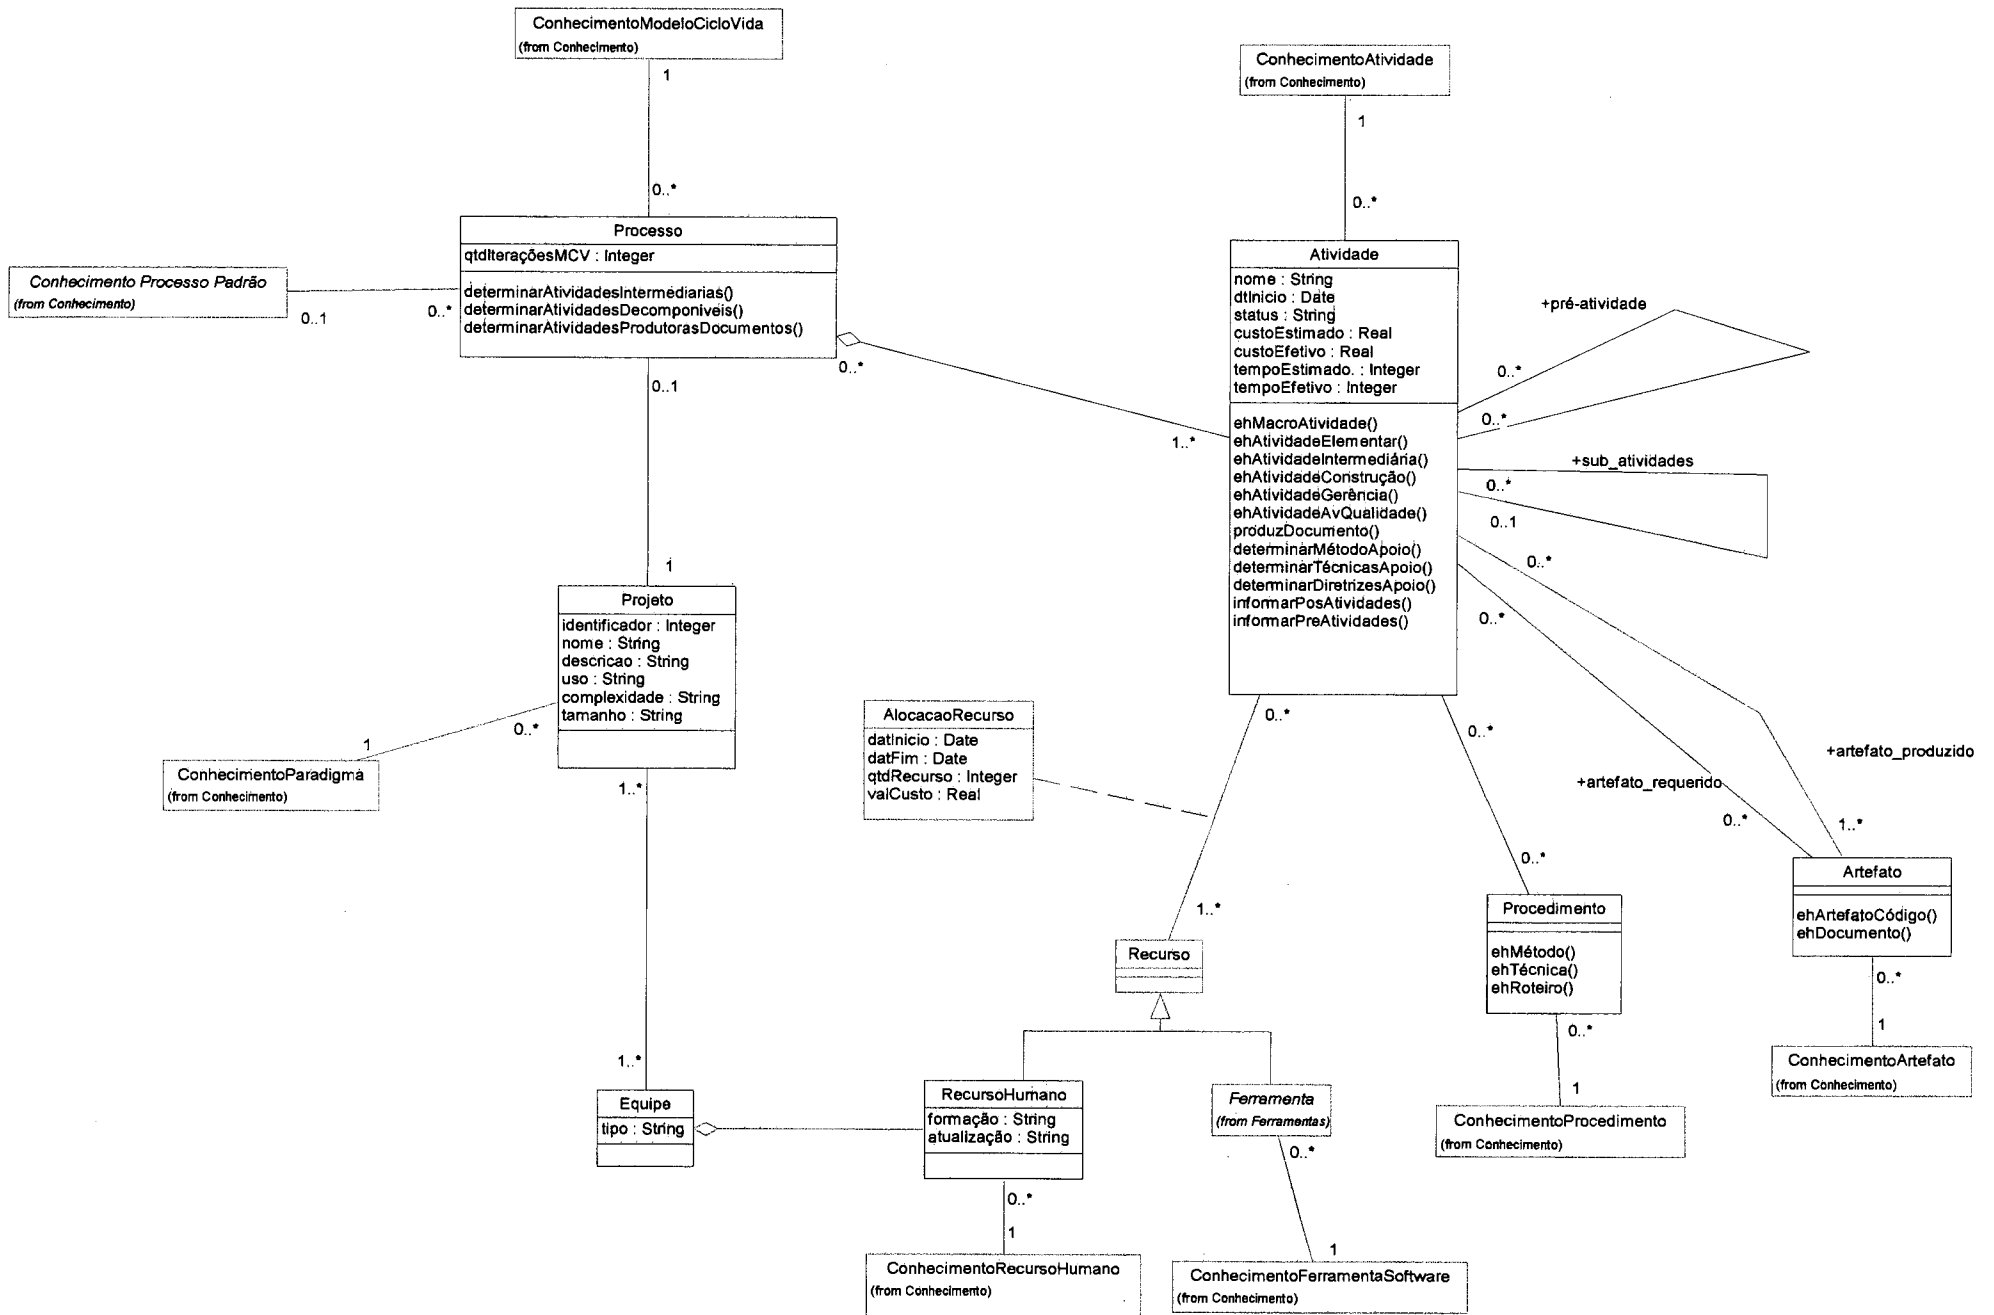 ConhecimentoModeloCicloVida
(from Conhecimento)
1
0..*
ConhecimentoAtividade
(from Conhecimento)
1
0..*
Conhecimento Processo Padrão
(from Conhecimento)
0..1
0..*
Processo
qtdIteraçõesMCV : Integer
determinarAtividadesIntermediarias()
determinarAtividadesDecomponiveis()
determinarAtividadesProdutorasDocumentos()
0..*
1..*
0..1
1
Atividade
nome : String
dtInicio : Date
status : String
custoEstimado : Real
custoEfetivo : Real
tempoEstimado. : Integer
tempoEfetivo : Integer
ehMacroAtividade()
ehAtividadeElementar()
ehAtividadeIntermediária()
ehAtividadeConstrução()
ehAtividadeGerência()
ehAtividadeAvQualidade()
produzDocumento()
determinarMétodoApoio()
determinarTécnicasApoio()
determinarDiretrizesApoio()
informarPosAtividades()
informarPreAtividades()
+pré-atividade
0..*
0..*
+sub_atividades
0..*
0..1
0..*
0..*
+artefato_produzido
+artefato_requerido
0..*
1..*
Projeto
identificador : Integer
nome : String
descricao : String
uso : String
complexidade : String
tamanho : String
0..*
1
ConhecimentoParadigma
(from Conhecimento)
1..*
1..*
AlocacaoRecurso
datInicio : Date
datFim : Date
qtdRecurso : Integer
valCusto : Real
0..*
1..*
0..*
0..*
Recurso
Procedimento
ehMétodo()
ehTécnica()
ehRoteiro()
0..*
1
ConhecimentoProcedimento
(from Conhecimento)
Artefato
ehArtefatoCódigo()
ehDocumento()
0..*
1
ConhecimentoArtefato
(from Conhecimento)
Equipe
tipo : String
RecursoHumano
formação : String
atualização : String
0..*
1
ConhecimentoRecursoHumano
(from Conhecimento)
Ferramenta
(from Ferramentas)
0..*
1
ConhecimentoFerramentaSoftware
(from Conhecimento)